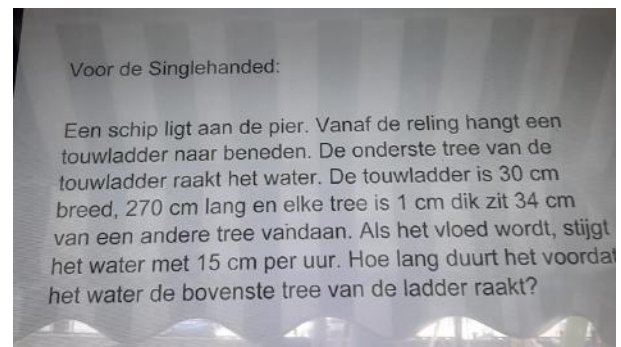 Voor de Singlehanded:
Een schip ligt aan de pier. Vanaf de reling hangt een
touwladder naar beneden. De onderste tree van de
touwladder raakt het water. De touwladder is 30 cm
breed, 270 cm lang en elke tree is 1 cm dik zit 34 cm
van een andere tree vandaan. Als het vloed wordt, stijgt
het water met 15 cm per uur. Hoe lang duurt het voordat
het water de bovenste tree van de ladder raakt?